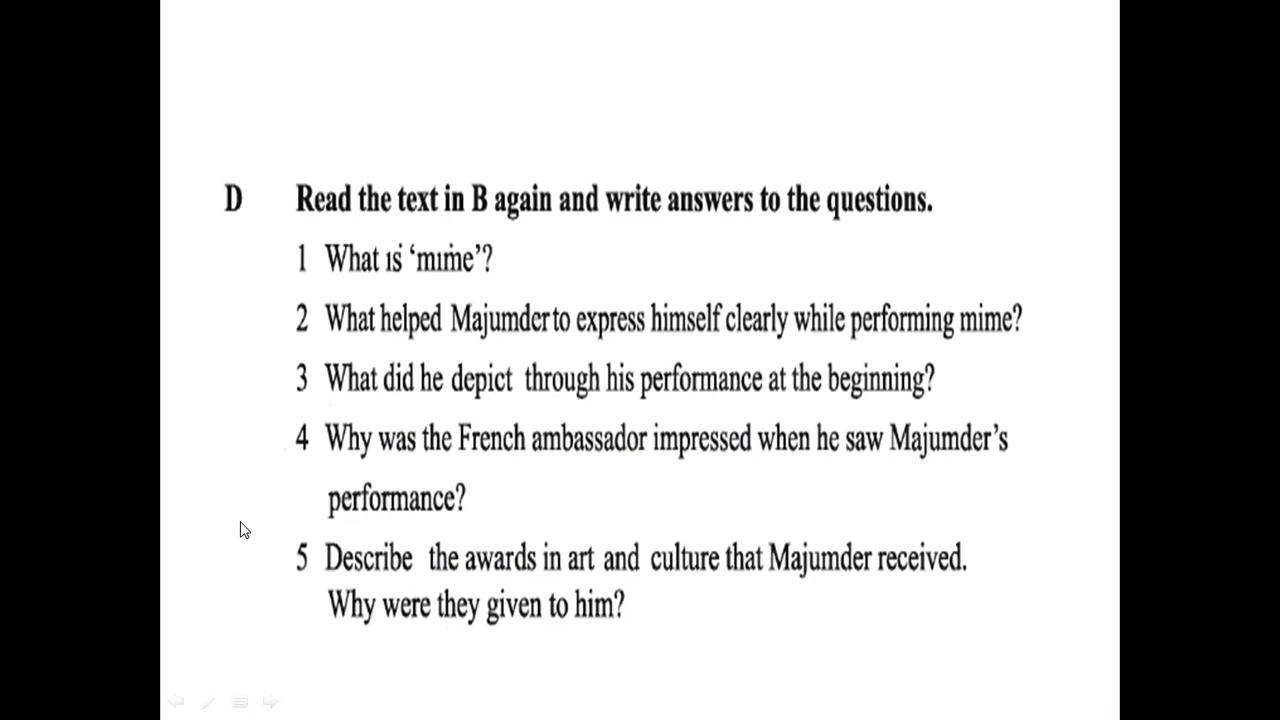 D Read the text in B again and write answers to the questions.
1 What is ‘mime’?
2 What helped Majumder to express himself clearly while performing mime?
3 What did he depict through his performance at the beginning?
4 Why was the French ambassador impressed when he saw Majumder’s
performance?
5 Describe the awards in art and culture that Majumder received.
Why were they given to him?